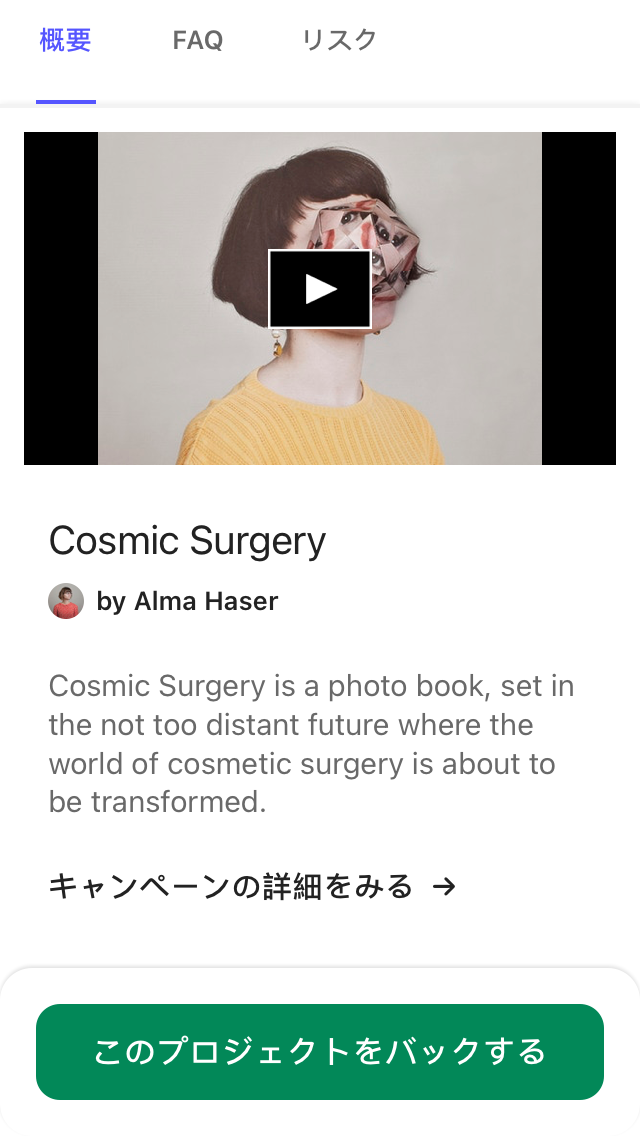 概要
FAQ
リスク
Cosmic Surgery
by Alma Haser
Cosmic Surgery is a photo book, set in
the not too distant future where the
world of cosmetic surgery is about to
be transformed.
キャンペーンの詳細をみる →
このプロジェクトをバックする